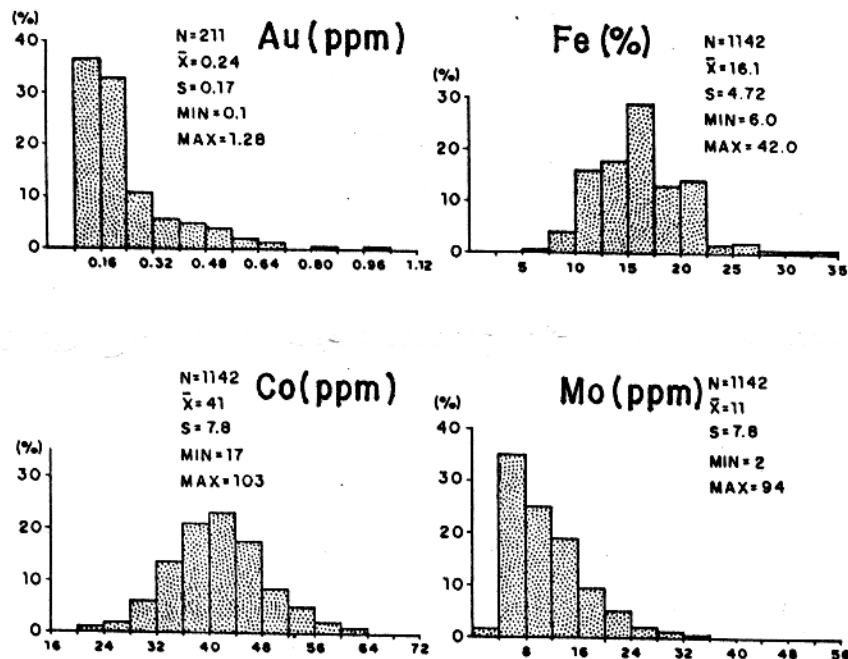 (%)
Au (ppm)
N=211
X̄=0.24
S=0.17
MIN=0.1
MAX=1.28
40
30
20
10
0
0.16 0.32 0.48 0.64 0.80 0.96 1.12
Fe (%)
N=1142
X̄=16.1
S=4.72
MIN=6.0
MAX=42.0
(%)
30
20
10
0
5 10 15 20 25 30 35
Co (ppm)
N=1142
X̄=41
S=7.8
MIN=17
MAX=103
(%)
30
20
10
0
16 24 32 40 48 56 64 72
Mo (ppm)
N=1142
X̄=11
S=7.8
MIN=2
MAX=94
(%)
40
30
20
10
0
8 16 24 32 40 48 56